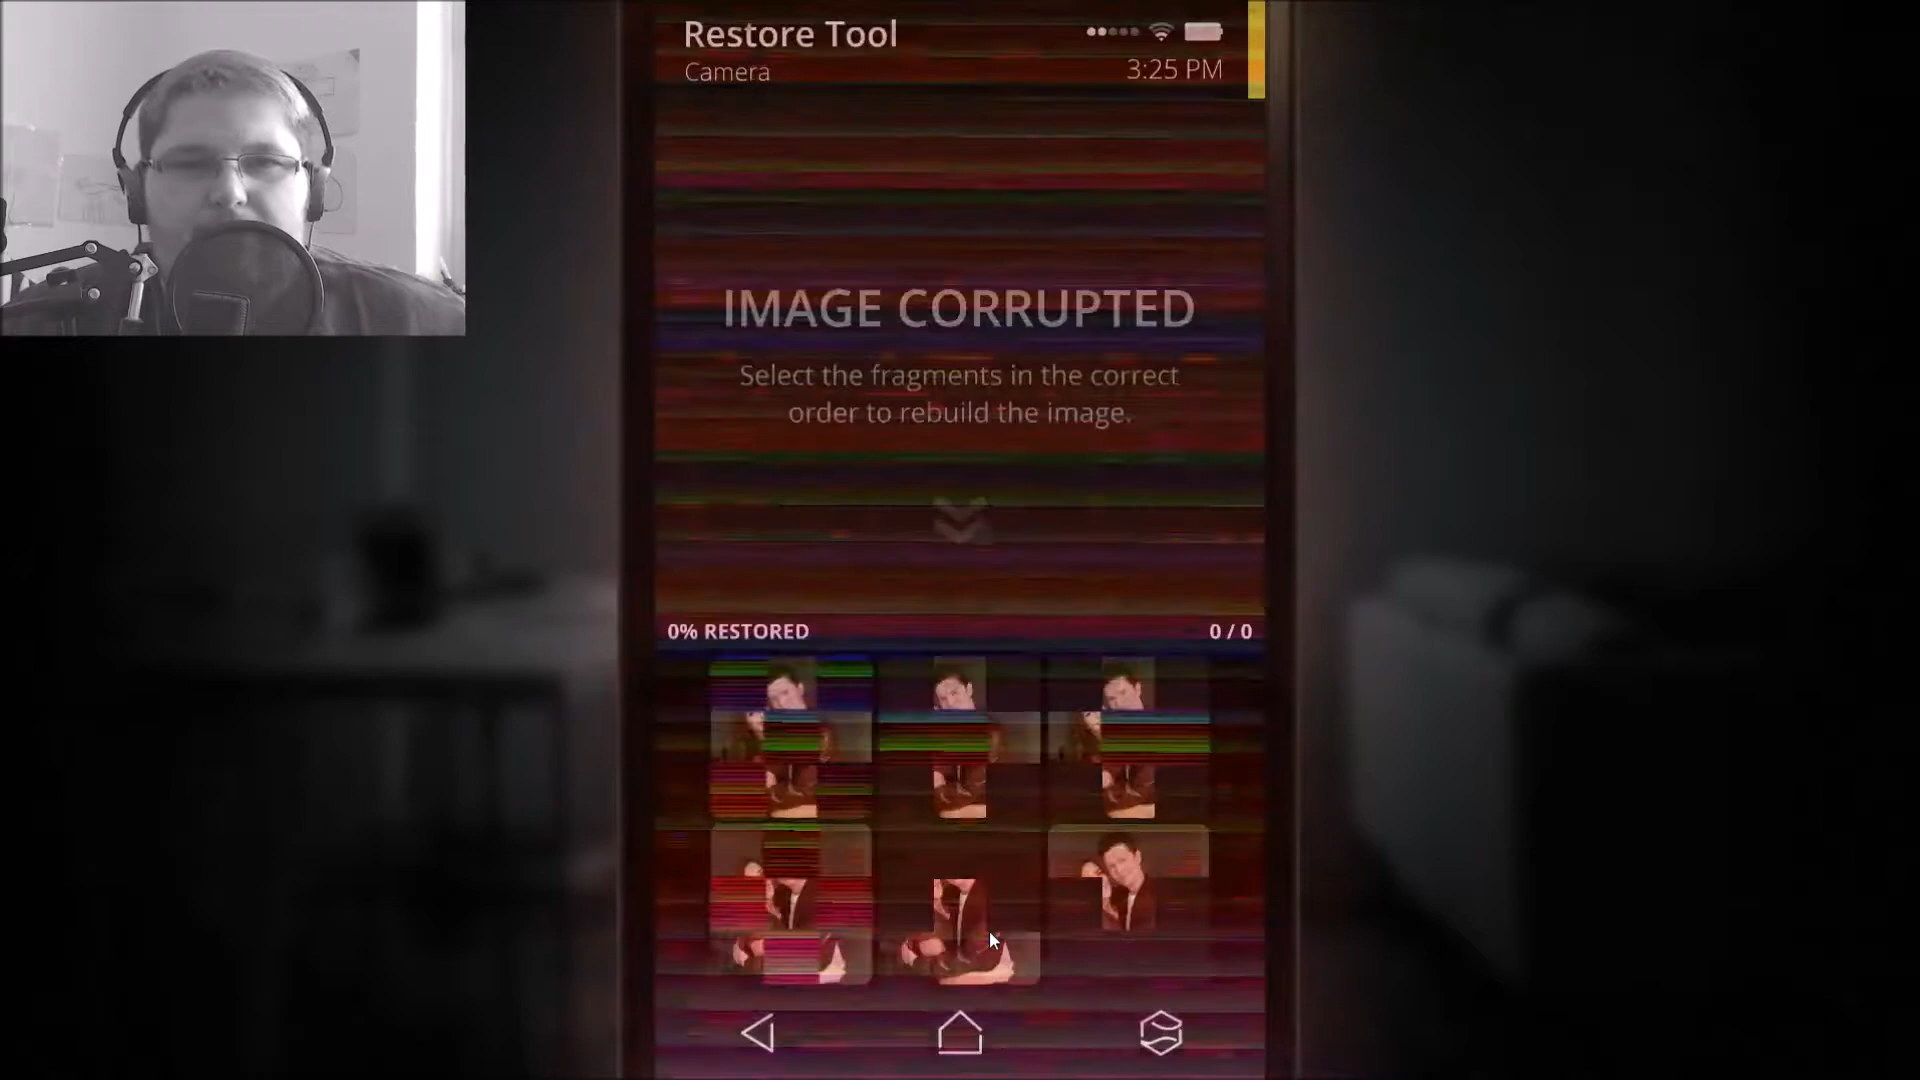 Restore Tool
Camera
3:25 PM
IMAGE CORRUPTED
Select the fragments in the correct
order to rebuild the image.
0% RESTORED
0 / 0